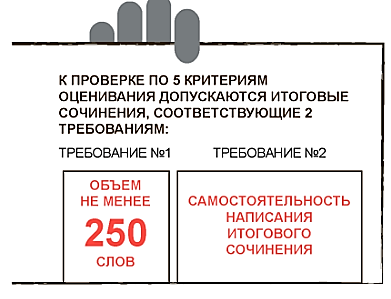 К ПРОВЕРКЕ ПО 5 КРИТЕРИЯМ
ОЦЕНИВАНИЯ ДОПУСКАЮТСЯ ИТОГОВЫЕ
СОЧИНЕНИЯ, СООТВЕТСТВУЮЩИЕ 2
ТРЕБОВАНИЯМ:
ТРЕБОВАНИЕ №1 ТРЕБОВАНИЕ №2
ОБЪЕМ
НЕ МЕНЕЕ
250
СЛОВ
САМОСТОЯТЕЛЬНОСТЬ
НАПИСАНИЯ
ИТОГОВОГО
СОЧИНЕНИЯ